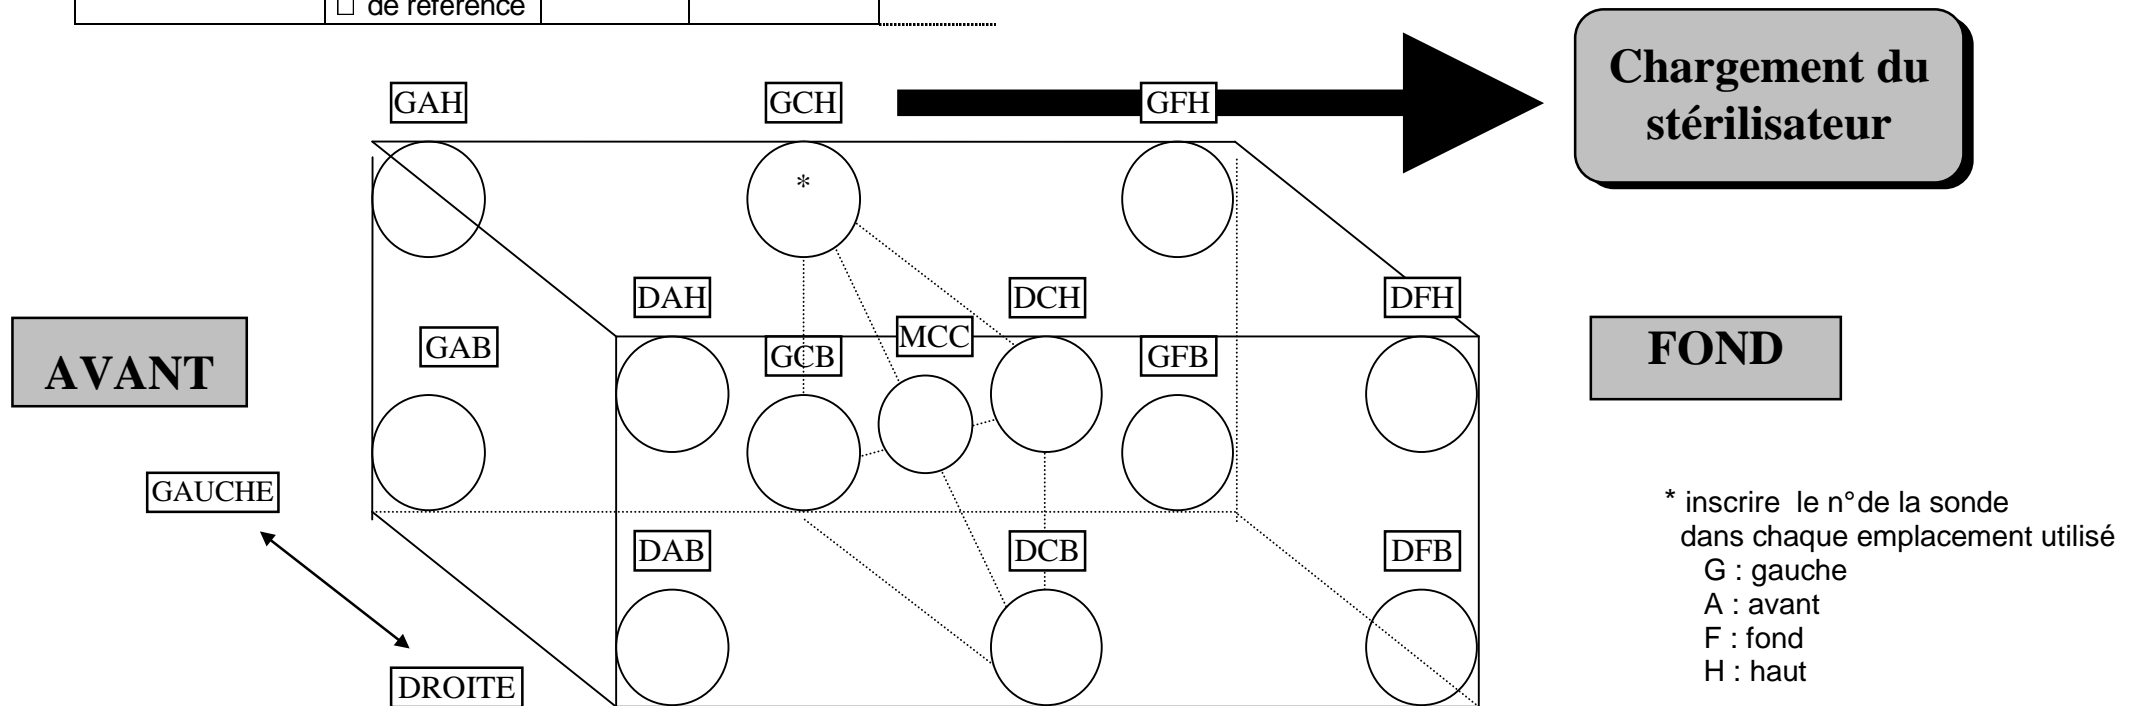 □ de référence
Chargement du
stérilisateur
GAH GCH GFH
*
DAH DCH DFH
GAB GCB MCC GFB
AVANT FOND
GAUCHE
* inscrire le n° de la sonde
dans chaque emplacement utilisé
G : gauche
A : avant
F : fond
H : haut
DAB DCB DFB
DROITE